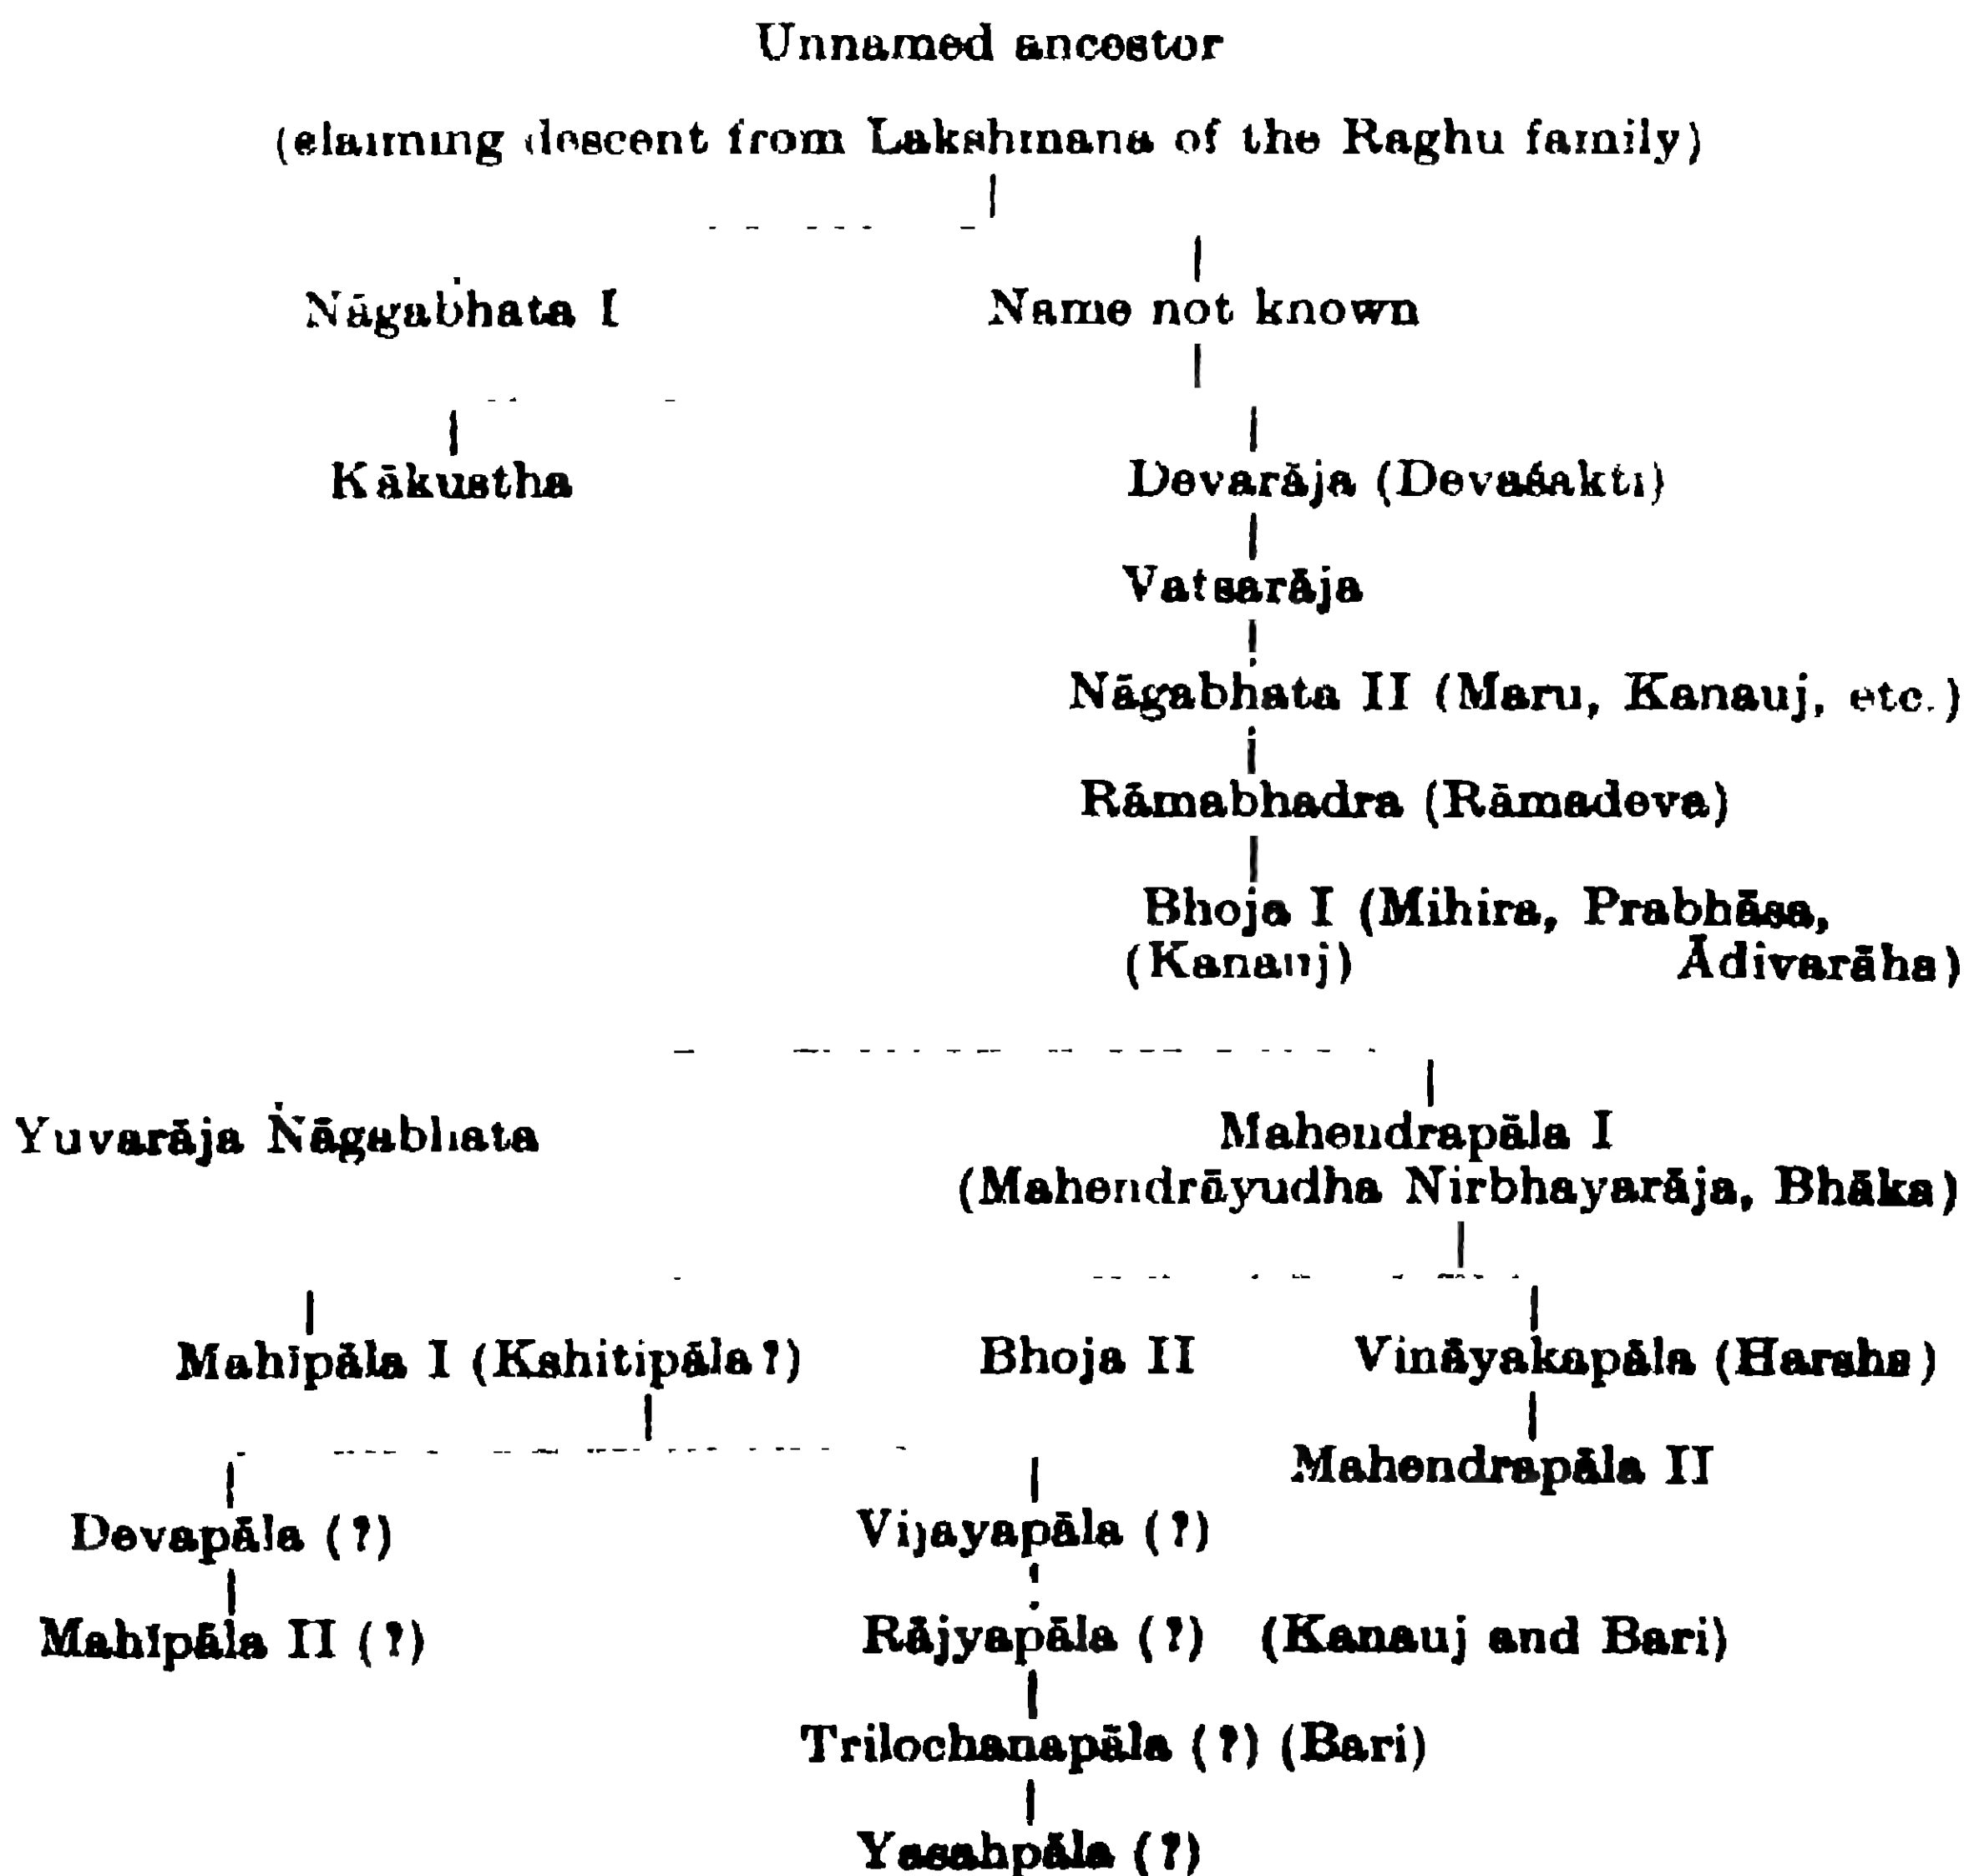 Unnamed ancestor
(claiming descent from Lakshmana of the Raghu family)
Nāgabhata I Name not known
Kākustha Devarāja (Devaśakti)
Vatsarāja
Nāgabhata II (Maru, Kanauj, etc.)
Rāmabhadra (Rāmadeva)
Bhoja I (Mihira, Prabhāsa,
(Kanauj) Ādivarāha)
Yuvarāja Nāgabhata Mahendrapāla I
(Mahendrāyudha Nirbhayarāja, Bhāka)
Mahīpāla I (Kshitipāla?) Bhoja II Vināyakapāla (Harsha)
Mahendrapāla II
Devapāla (?) Vijayapāla (?)
Mahīpāla II (?) Rājyapāla (?) (Kanauj and Bari)
Trilochanapāla (?) (Bari)
Yasahpāla (?)